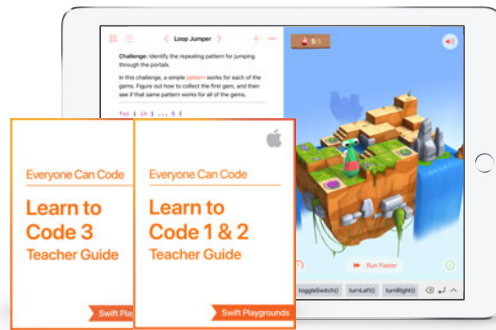 Loop Jumper
Challenge: Identify the repeating pattern for jumping
through the portals.
In this challenge, a simple pattern works for each of the
gems. Figure out how to collect the first gem, and then
see if that same pattern works for all of the gems.
for i in 1 ... 5 {
Everyone Can Code
Learn to
Code 3
Teacher Guide
Swift Play
Everyone Can Code
Learn to
Code 1 & 2
Teacher Guide
Swift Playgrounds
Run Faster
toggleSwitch() turnLeft() turnRight()